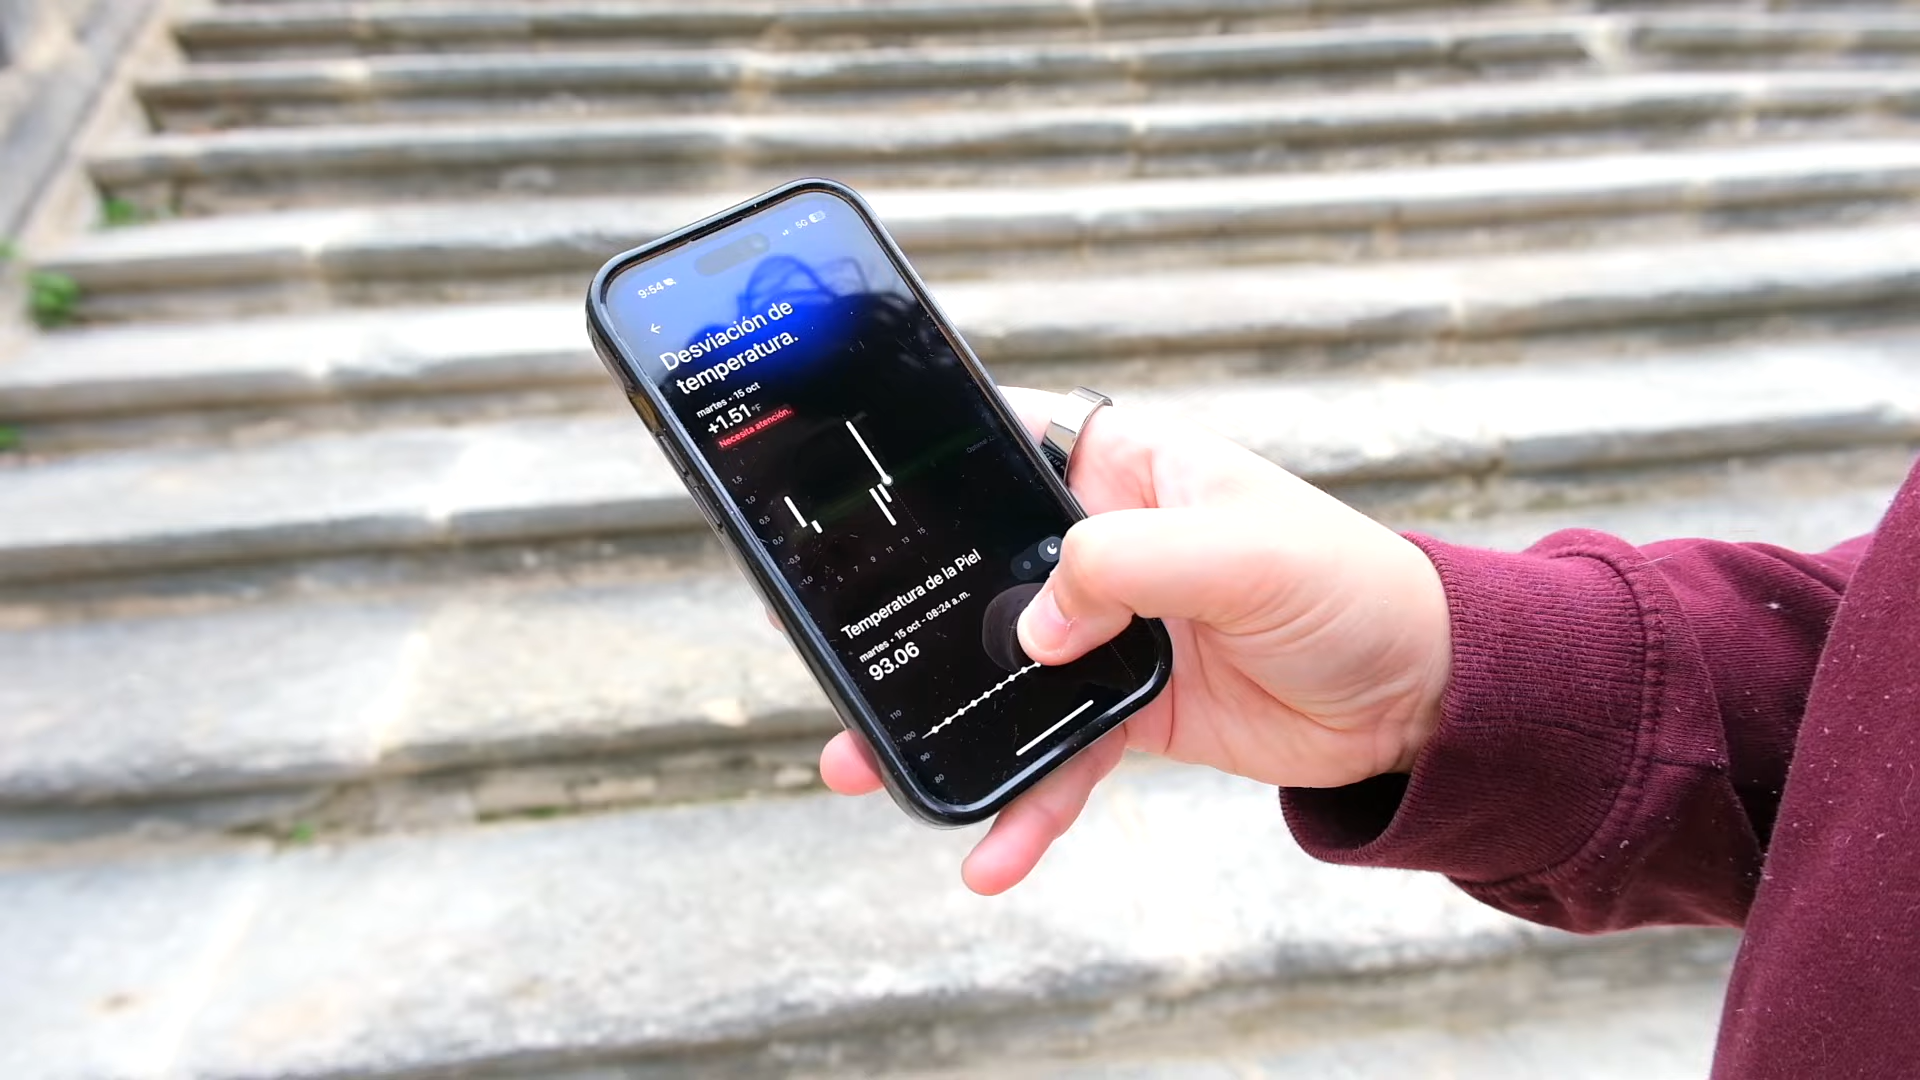 9:54
5G
Desviación de
temperatura.
martes • 15 oct
+1.51 °F
Necesita atención.
1,5
1,0
0,5
0,0
-0,5
-1,0
5 7 9 11 13 15
Temperatura de la Piel
martes • 15 oct - 08:24 a.m.
93.06
110
100
90
80